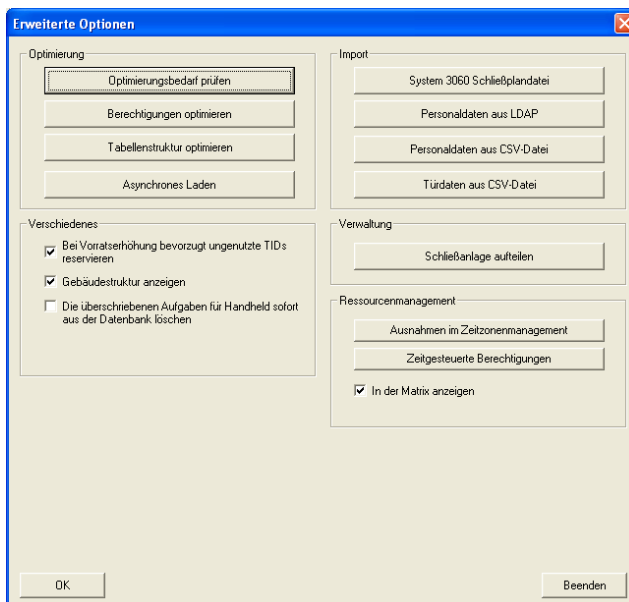 Erweiterte Optionen
Optimierung
Optimierungsbedarf prüfen
Berechtigungen optimieren
Tabellenstruktur optimieren
Asynchrones Laden
Import
System 3060 Schließplandatei
Personaldaten aus LDAP
Personaldaten aus CSV-Datei
Türdaten aus CSV-Datei
Verschiedenes
Bei Vorratserhöhung bevorzugt ungenutzte TIDs
reservieren
Gebäudestruktur anzeigen
Die überschriebenen Aufgaben für Handheld sofort
aus der Datenbank löschen
Verwaltung
Schließanlage aufteilen
Ressourcenmanagement
Ausnahmen im Zeitzonenmanagement
Zeitgesteuerte Berechtigungen
In der Matrix anzeigen
OK
Beenden